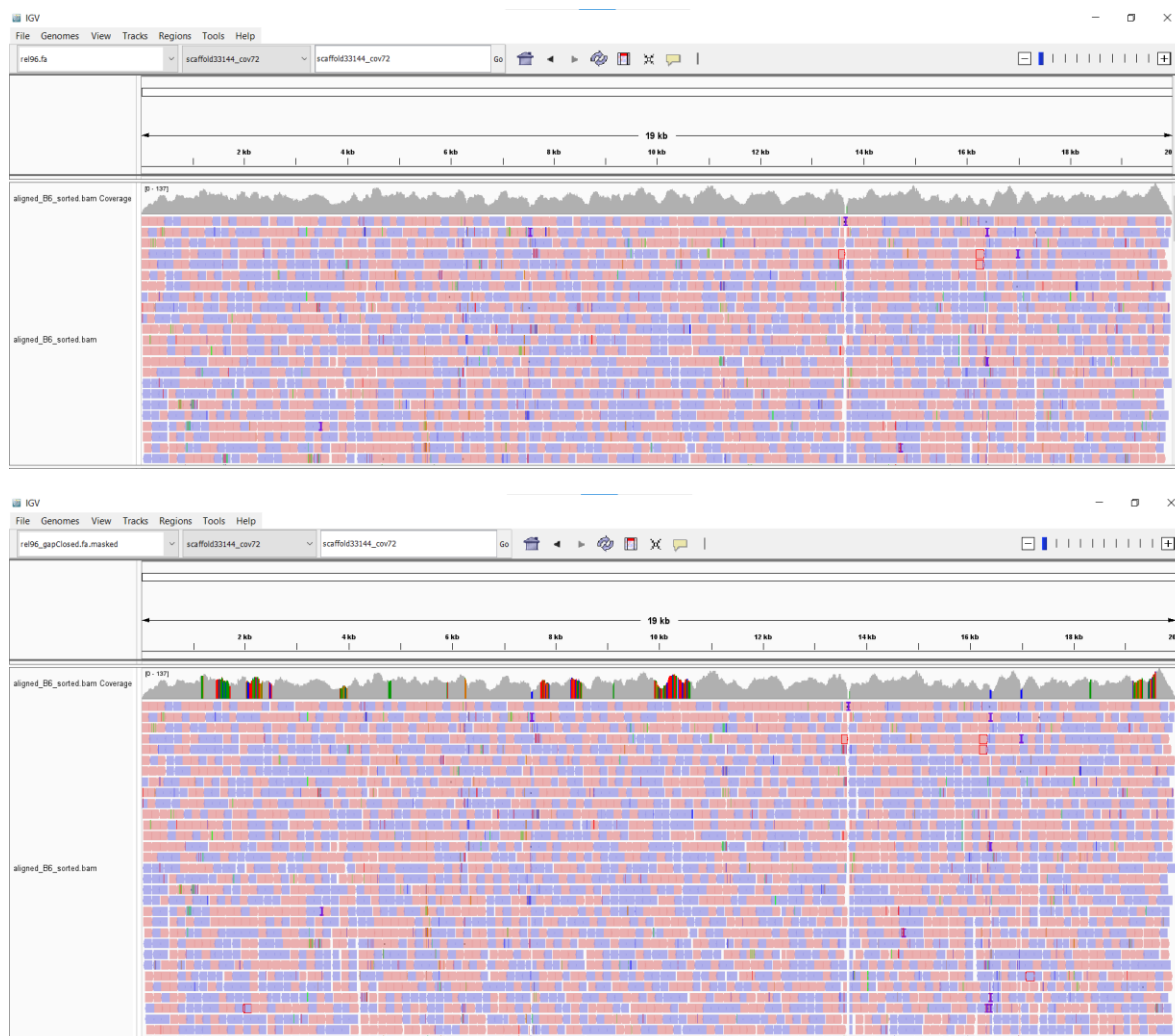 IGV
File Genomes View Tracks Regions Tools Help
rel96.fa scaffold33144_cov72 scaffold33144_cov72 Go
19 kb
2 kb 4 kb 6 kb 8 kb 10 kb 12 kb 14 kb 16 kb 18 kb 20
[0 - 137]
aligned_B6_sorted.bam Coverage
aligned_B6_sorted.bam
IGV
File Genomes View Tracks Regions Tools Help
rel96_gapClosed.fa.masked scaffold33144_cov72 scaffold33144_cov72 Go
19 kb
2 kb 4 kb 6 kb 8 kb 10 kb 12 kb 14 kb 16 kb 18 kb 20
[0 - 137]
aligned_B6_sorted.bam Coverage
aligned_B6_sorted.bam